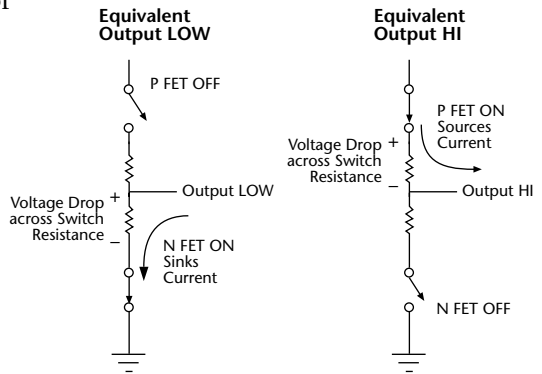 Equivalent
Output LOW
P FET OFF
Voltage Drop
across Switch
Resistance
+
–
Output LOW
N FET ON
Sinks
Current
Equivalent
Output HI
P FET ON
Sources
Current
Voltage Drop
across Switch
Resistance
+
–
Output HI
N FET OFF